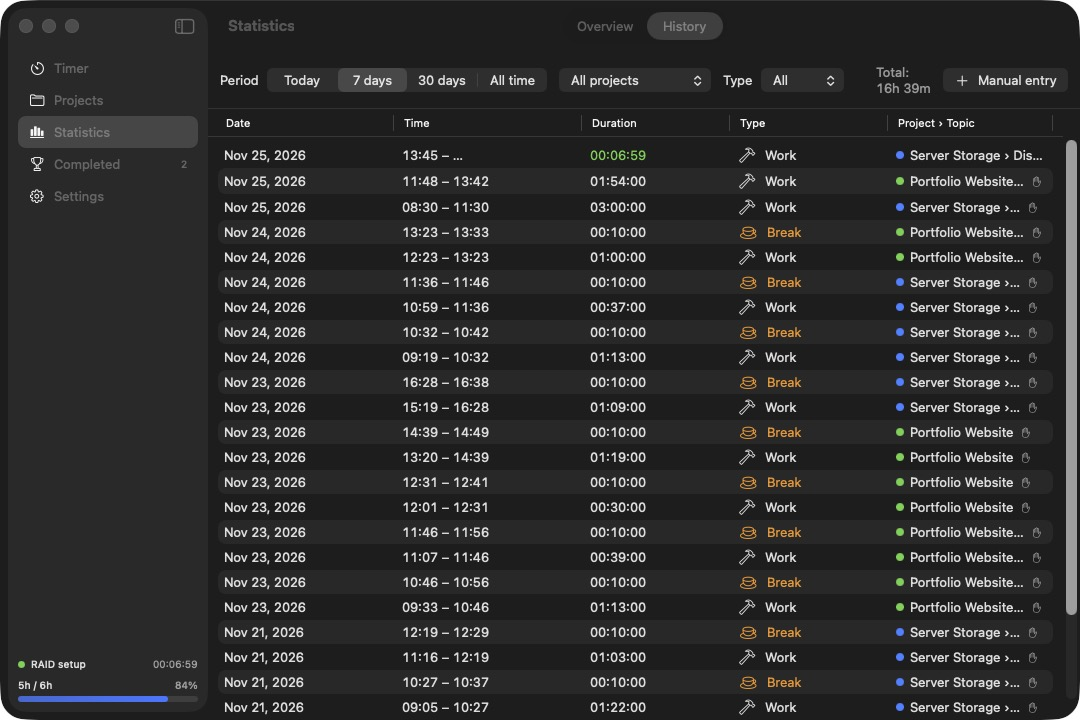 Statistics
Overview
History
Timer
Projects
Statistics
Completed 2
Settings
RAID setup 00:06:59
5h / 6h 84%
Period Today 7 days 30 days All time All projects Type All Total: 16h 39m + Manual entry
Date Time Duration Type Project › Topic
Nov 25, 2026 13:45 – ... 00:06:59 Work Server Storage › Dis...
Nov 25, 2026 11:48 – 13:42 01:54:00 Work Portfolio Website...
Nov 25, 2026 08:30 – 11:30 03:00:00 Work Server Storage ›...
Nov 24, 2026 13:23 – 13:33 00:10:00 Break Portfolio Website...
Nov 24, 2026 12:23 – 13:23 01:00:00 Work Portfolio Website...
Nov 24, 2026 11:36 – 11:46 00:10:00 Break Server Storage ›...
Nov 24, 2026 10:59 – 11:36 00:37:00 Work Server Storage ›...
Nov 24, 2026 10:32 – 10:42 00:10:00 Break Server Storage ›...
Nov 24, 2026 09:19 – 10:32 01:13:00 Work Server Storage ›...
Nov 23, 2026 16:28 – 16:38 00:10:00 Break Server Storage ›...
Nov 23, 2026 15:19 – 16:28 01:09:00 Work Server Storage ›...
Nov 23, 2026 14:39 – 14:49 00:10:00 Break Portfolio Website
Nov 23, 2026 13:20 – 14:39 01:19:00 Work Portfolio Website
Nov 23, 2026 12:31 – 12:41 00:10:00 Break Portfolio Website
Nov 23, 2026 12:01 – 12:31 00:30:00 Work Portfolio Website
Nov 23, 2026 11:46 – 11:56 00:10:00 Break Portfolio Website...
Nov 23, 2026 11:07 – 11:46 00:39:00 Work Portfolio Website...
Nov 23, 2026 10:46 – 10:56 00:10:00 Break Portfolio Website...
Nov 23, 2026 09:33 – 10:46 01:13:00 Work Portfolio Website...
Nov 21, 2026 12:19 – 12:29 00:10:00 Break Server Storage ›...
Nov 21, 2026 11:16 – 12:19 01:03:00 Work Server Storage ›...
Nov 21, 2026 10:27 – 10:37 00:10:00 Break Server Storage ›...
Nov 21, 2026 09:05 – 10:27 01:22:00 Work Server Storage ›...